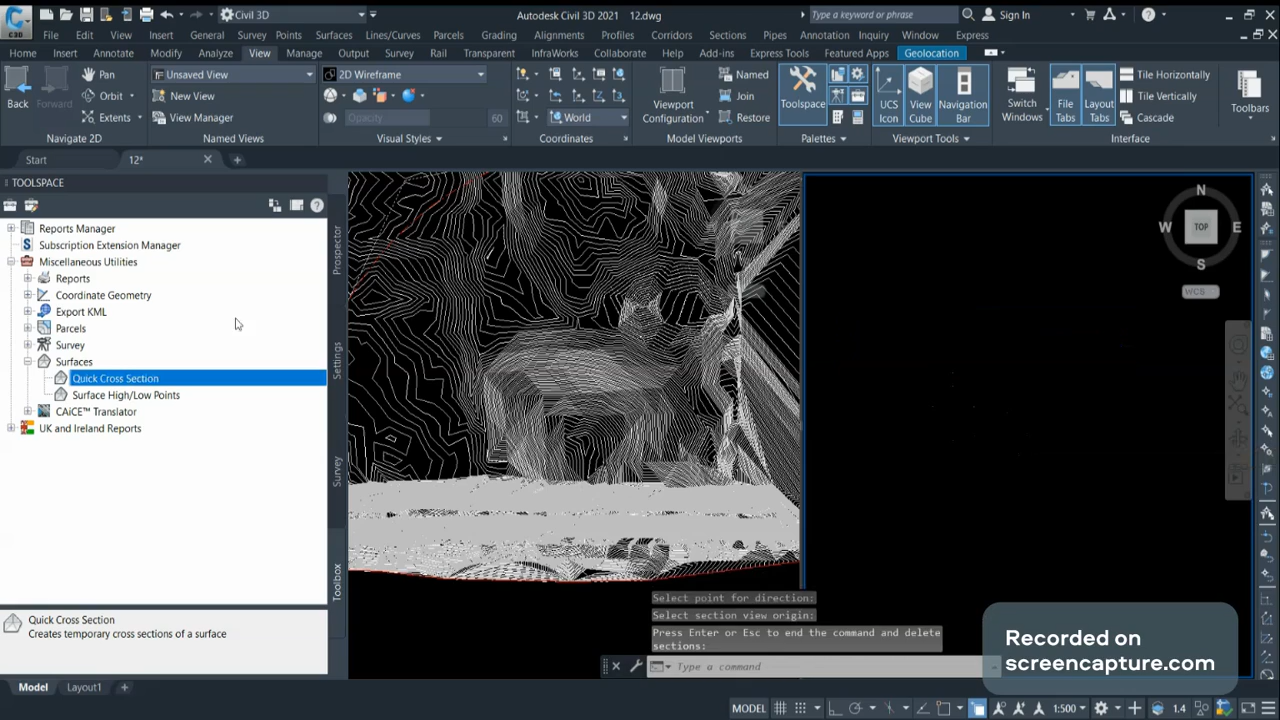 Civil 3D
Autodesk Civil 3D 2021 12.dwg
Type a keyword or phrase
Sign In
C3D
File Edit View Insert General Survey Points Surfaces Lines/Curves Parcels Grading Alignments Profiles Corridors Sections Pipes Annotation Inquiry Window Express
Home Insert Annotate Modify Analyze View Manage Output Survey Rail Transparent InfraWorks Collaborate Help Add-ins Express Tools Featured Apps Geolocation
Pan Unsaved View 2D Wireframe Named Tile Horizontally
Back Forward Orbit New View Join Tile Vertically
Extents View Manager Opacity 60 World Restore Cascade
Viewport Configuration Toolspace UCS Icon View Cube Navigation Bar Switch Windows File Tabs Layout Tabs Toolbars
Navigate 2D Named Views Visual Styles Coordinates Model Viewports Palettes Viewport Tools Interface
Start 12*
TOOLSPACE
Reports Manager
Subscription Extension Manager
Miscellaneous Utilities
Reports
Coordinate Geometry
Export KML
Parcels
Survey
Surfaces
Quick Cross Section
Surface High/Low Points
CAiCE™ Translator
UK and Ireland Reports
Prospector
Settings
Survey
Toolbox
N
W TOP E
S
WCS
Quick Cross Section
Creates temporary cross sections of a surface
Select point for direction:
Select section view origin:
Press Enter or Esc to end the command and delete
sections:
Type a command
Recorded on
screencapture.com
Model Layout1
MODEL 1:500 1.4